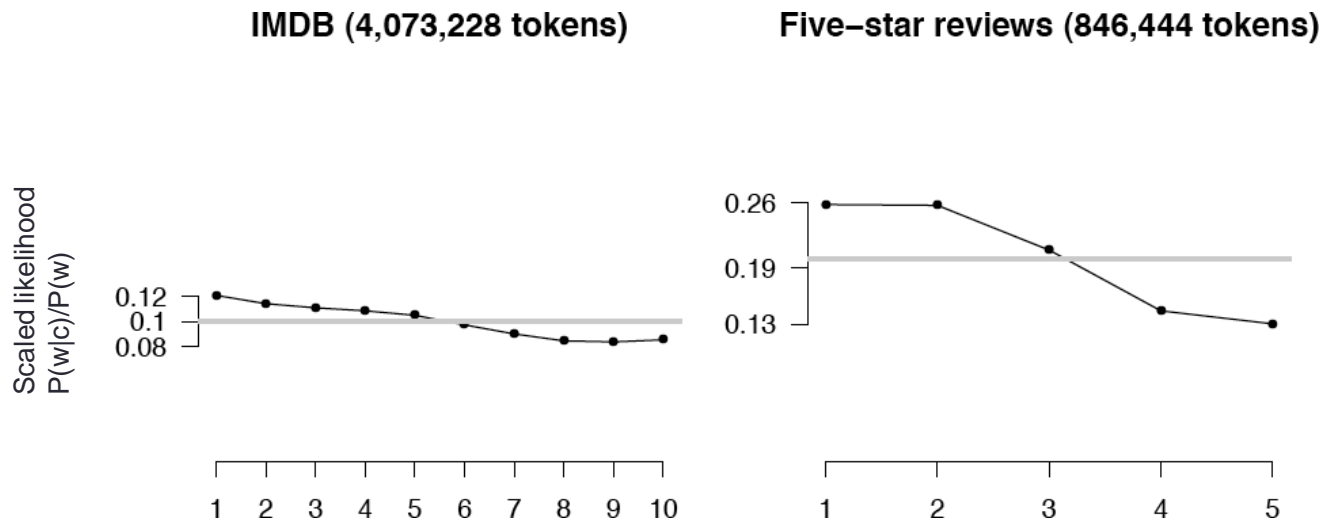 IMDB (4,073,228 tokens)
Five–star reviews (846,444 tokens)
Scaled likelihood
P(w|c)/P(w)
0.12
0.1
0.08
1 2 3 4 5 6 7 8 9 10
0.26
0.19
0.13
1 2 3 4 5